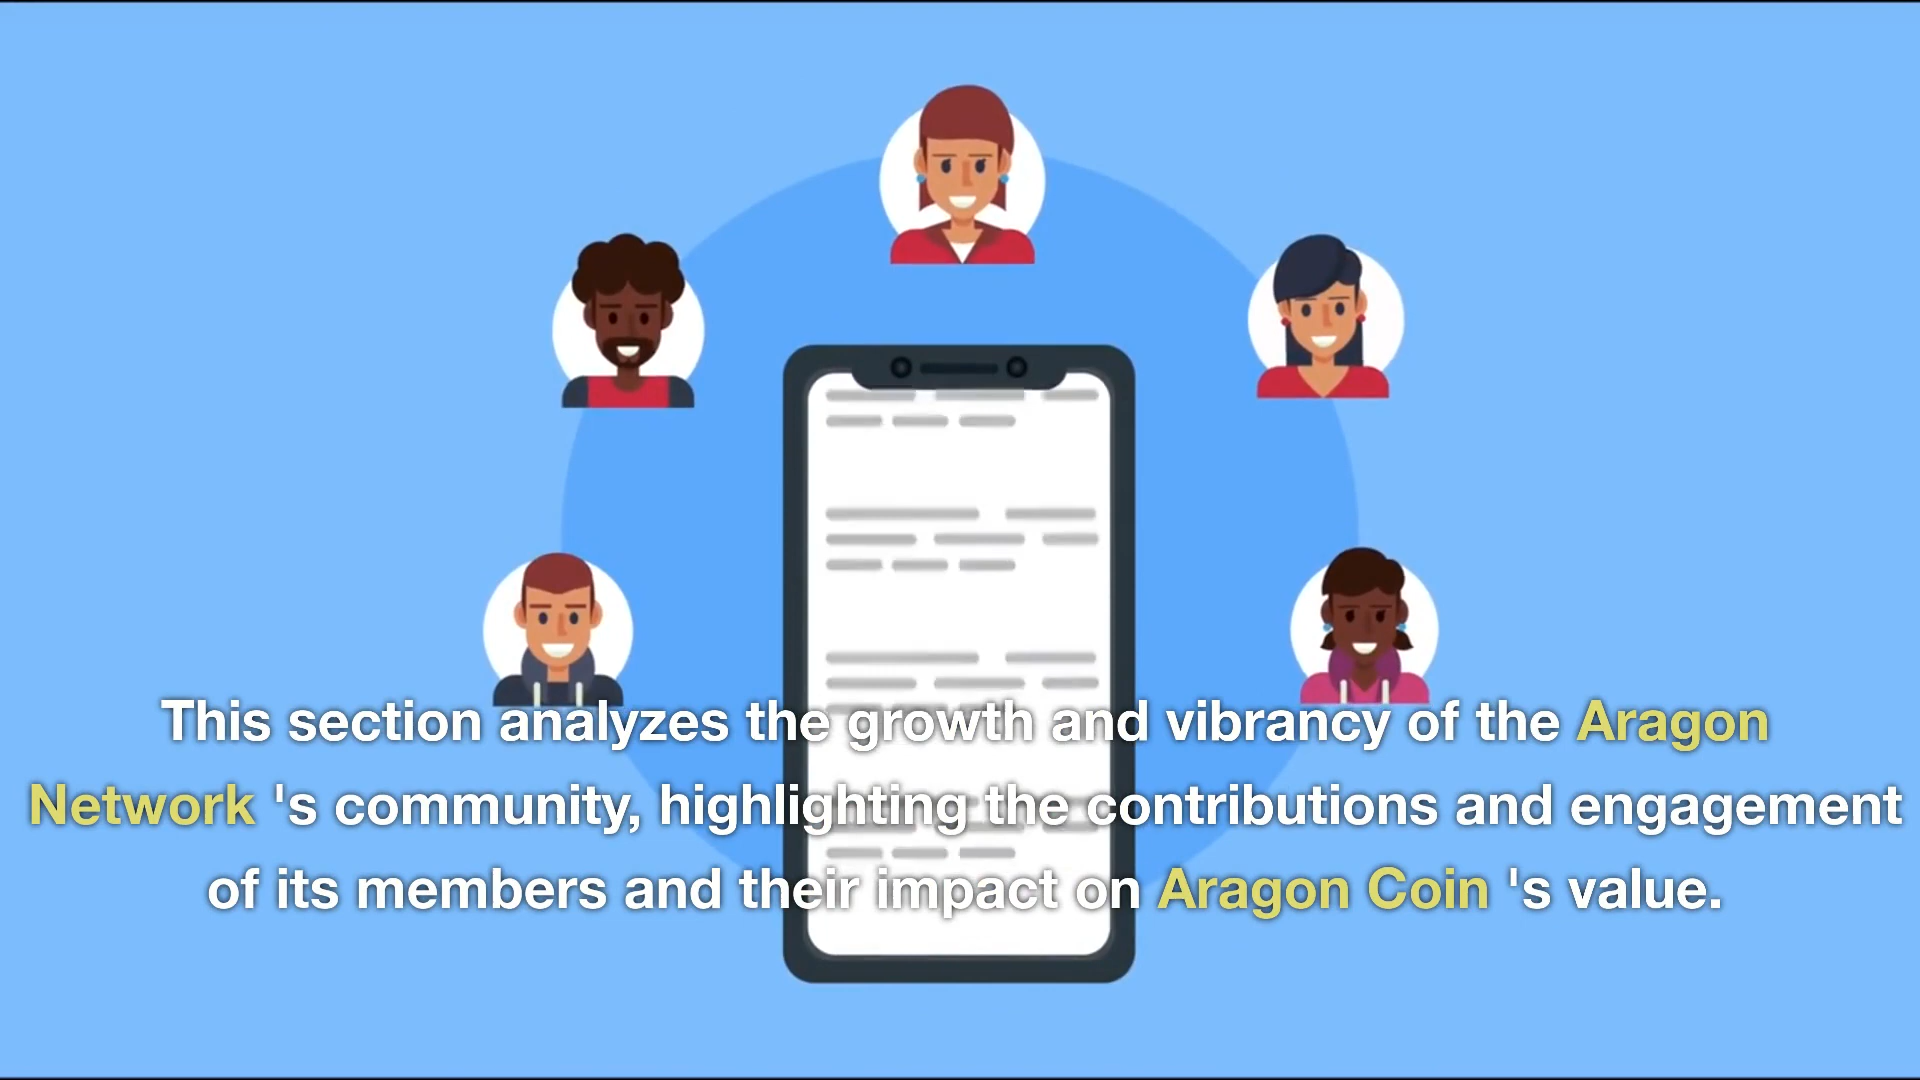 This section analyzes the growth and vibrancy of the Aragon
Network 's community, highlighting the contributions and engagement
of its members and their impact on Aragon Coin 's value.